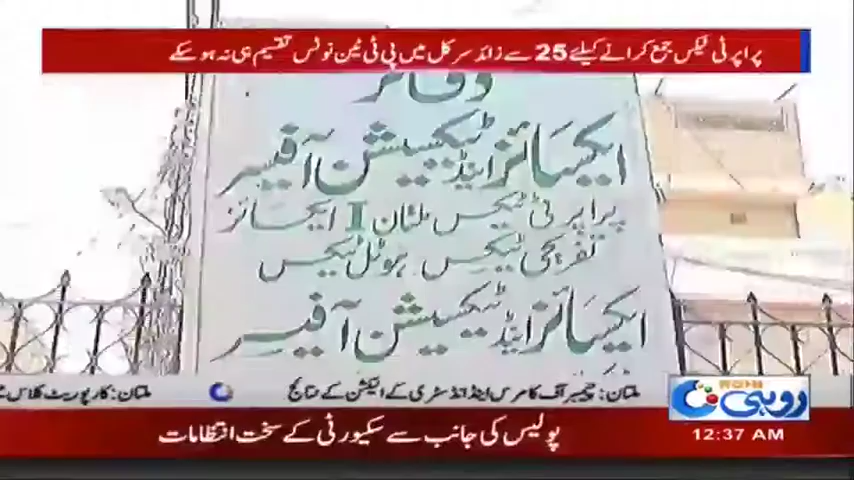 پراپرٹی ٹیکس جمع کرانے کیلئے 25 سے زائد سرکل میں پی ٹی ٹین نوٹس تقسیم ہی نہ ہو سکے
دفاتر
ایکسائز اینڈ ٹیکسیشن آفیسر
پراپرٹی ٹیکس ملتان I ایکسائز
تفریحی ٹیکس ہوٹل ٹیکس
ایکسائز اینڈ ٹیکسیشن آفیسر
ملتان: چیمبر آف کامرس اینڈ انڈسٹری کے الیکشن کے نتائج
ملتان: کارپوریٹ کلاس
ROHI
روہی
12:37 AM
پولیس کی جانب سے سکیورٹی کے سخت انتظامات